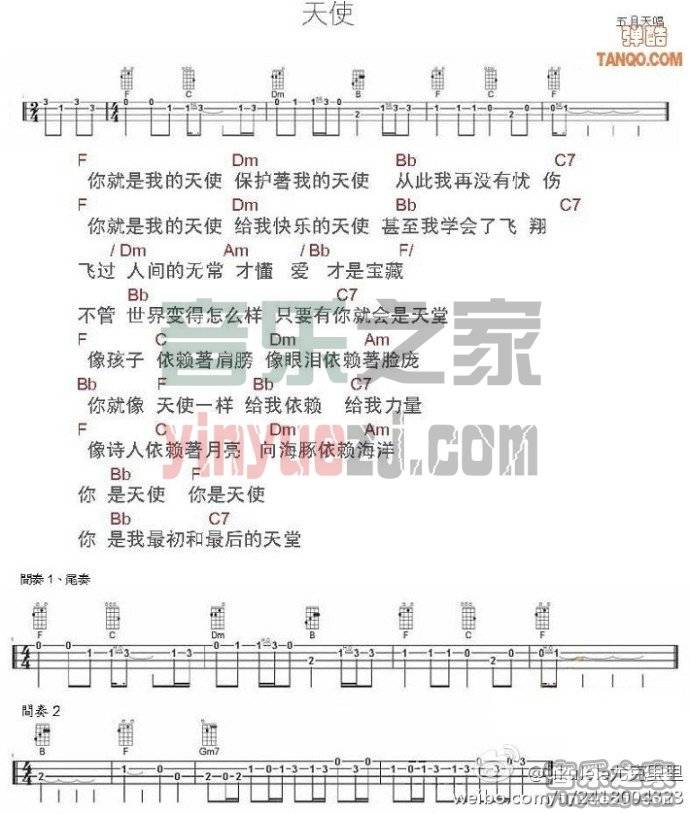 天使
五月天唱
弹酷
TANQO.COM
F C Dm B F C F
F Dm Bb C7
你就是我的天使 保护著我的天使 从此我再没有忧 伤
F Dm Bb C7
你就是我的天使 给我快乐的天使 甚至我学会了飞 翔
/ Dm Am / Bb F/
飞过 人间的无常 才懂 爱 才是宝藏
Bb C7
不管 世界变得怎么样 只要有你就会是天堂
F C Dm Am
像孩子 依赖著肩膀 像眼泪依赖著脸庞
Bb F Bb C7
你就像 天使一样 给我依赖 给我力量
F C Dm Am
像诗人依赖著月亮 向海豚依赖海洋
Bb F
你 是天使 你是天使
Bb C7
你 是我最初和最后的天堂
音乐之家
yinyuezj.com
間奏 1、尾奏
F C Dm B F C F
間奏 2
B F Gm7
音乐之家
weibo.com/u/2418004323